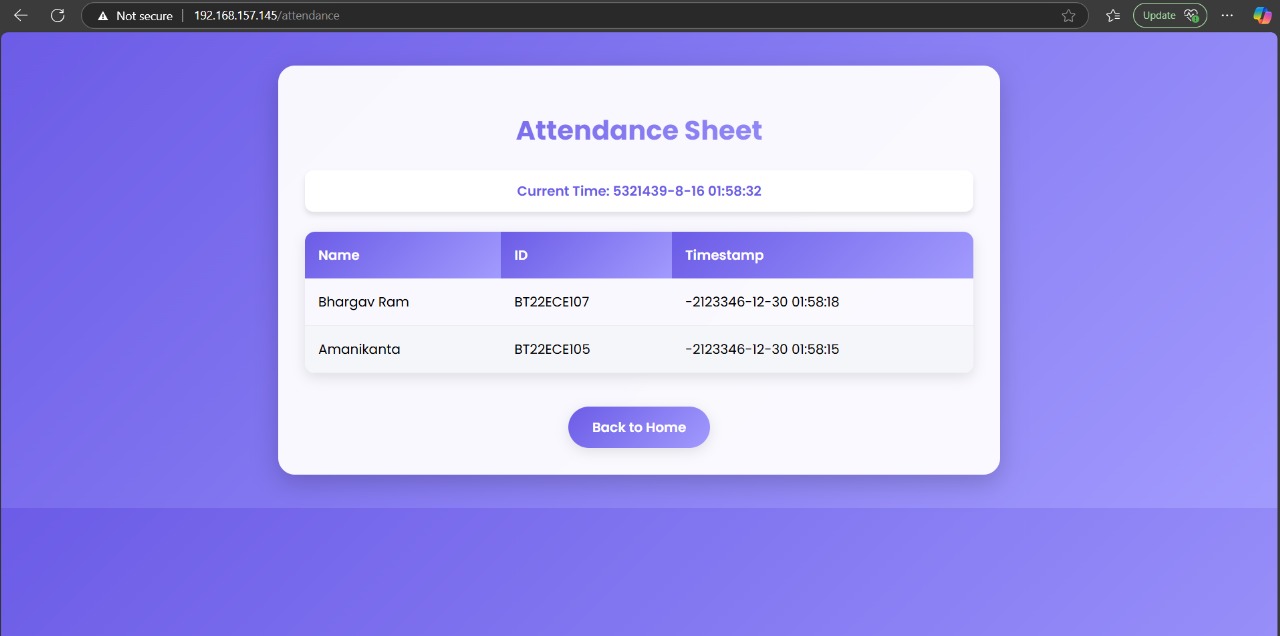 Not secure | 192.168.157.145/attendance
Update
Attendance Sheet
Current Time: 5321439-8-16 01:58:32
Name ID Timestamp
Bhargav Ram BT22ECE107 -2123346-12-30 01:58:18
Amanikanta BT22ECE105 -2123346-12-30 01:58:15
Back to Home